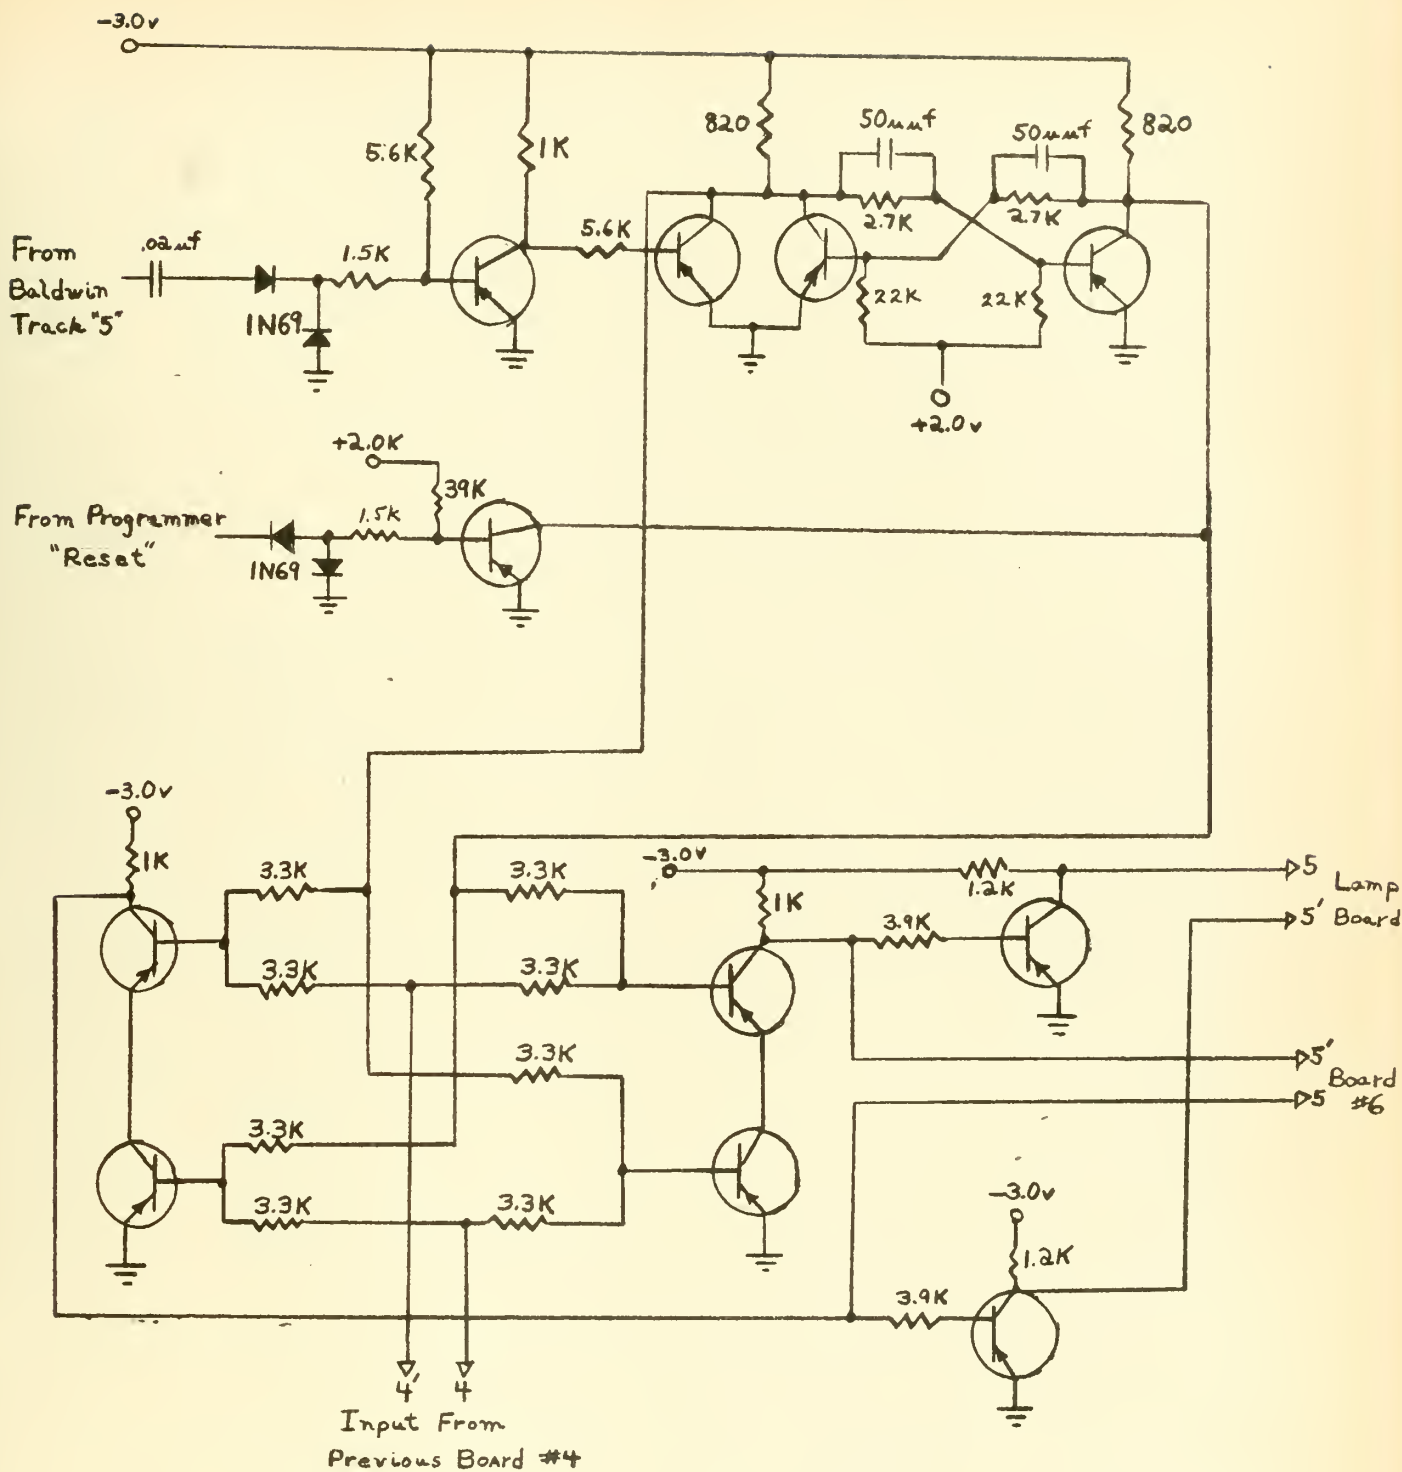 -3.0v
5.6K
1K
820
50uuf
50uuf
820
2.7K
2.7K
From
Baldwin
Track "5"
.02uf
1.5K
1N69
5.6K
22K
22K
+2.0v
+2.0K
39K
From Programmer
"Reset"
1.5K
1N69
-3.0v
1K
3.3K
3.3K
-3.0v
1K
1.2K
5
Lamp
5' Board
3.9K
3.3K
3.3K
3.3K
5'
Board
5 #6
3.3K
3.3K
3.3K
-3.0v
1.2K
3.9K
4' 4
Input From
Previous Board #4